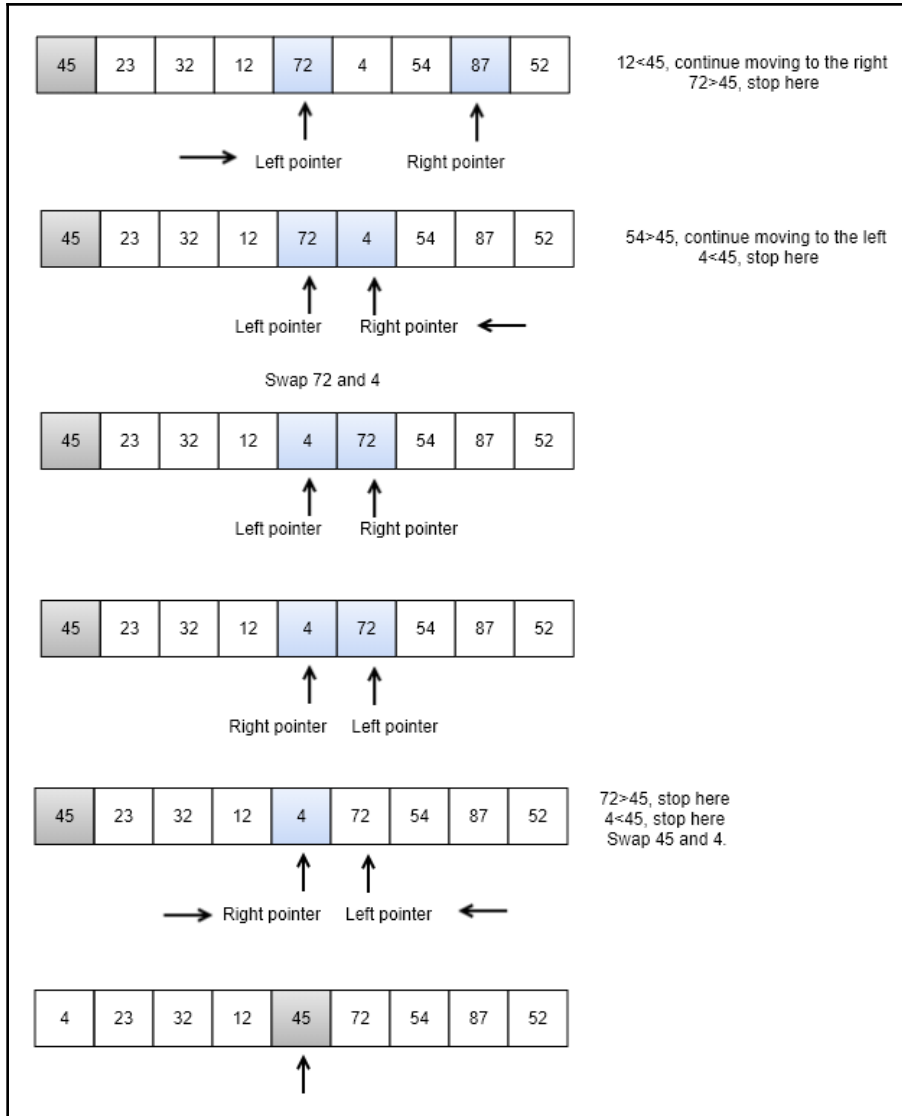 45 23 32 12 72 4 54 87 52
12<45, continue moving to the right
72>45, stop here
Left pointer Right pointer
45 23 32 12 72 4 54 87 52
54>45, continue moving to the left
4<45, stop here
Left pointer Right pointer
Swap 72 and 4
45 23 32 12 4 72 54 87 52
Left pointer Right pointer
45 23 32 12 4 72 54 87 52
Right pointer Left pointer
45 23 32 12 4 72 54 87 52
72>45, stop here
4<45, stop here
Swap 45 and 4.
Right pointer Left pointer
4 23 32 12 45 72 54 87 52